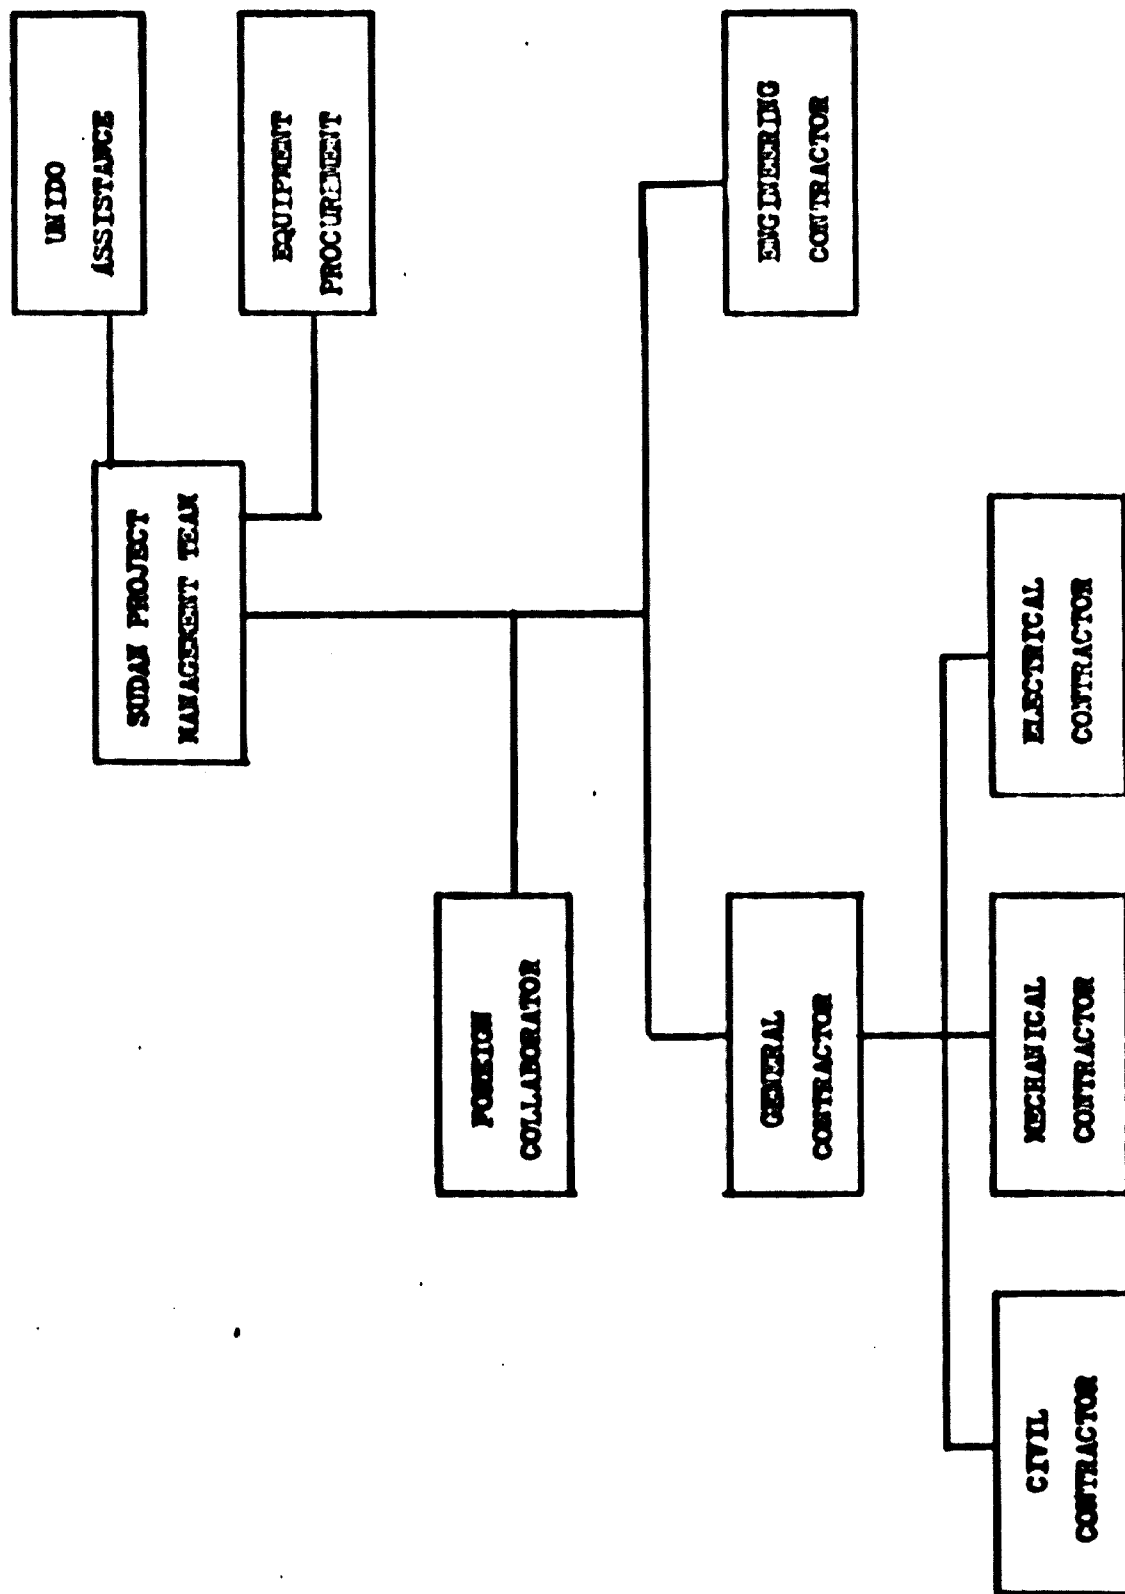 UNIDO
ASSISTANCE
SUDAN PROJECT
MANAGEMENT TEAM
EQUIPMENT
PROCUREMENT
FOREIGN
COLLABORATOR
GENERAL
CONTRACTOR
ENGINEERING
CONTRACTOR
CIVIL
CONTRACTOR
MECHANICAL
CONTRACTOR
ELECTRICAL
CONTRACTOR